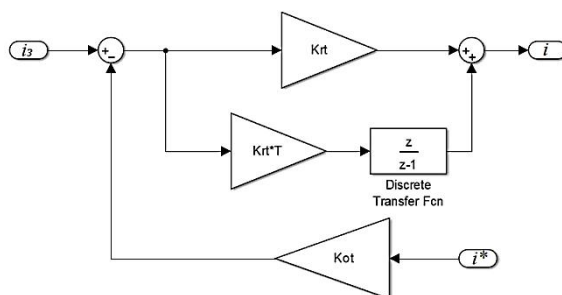 Krt
i₃
+
−
+
+
i
Krt*T
z
z-1
Discrete
Transfer Fcn
Kot
i*